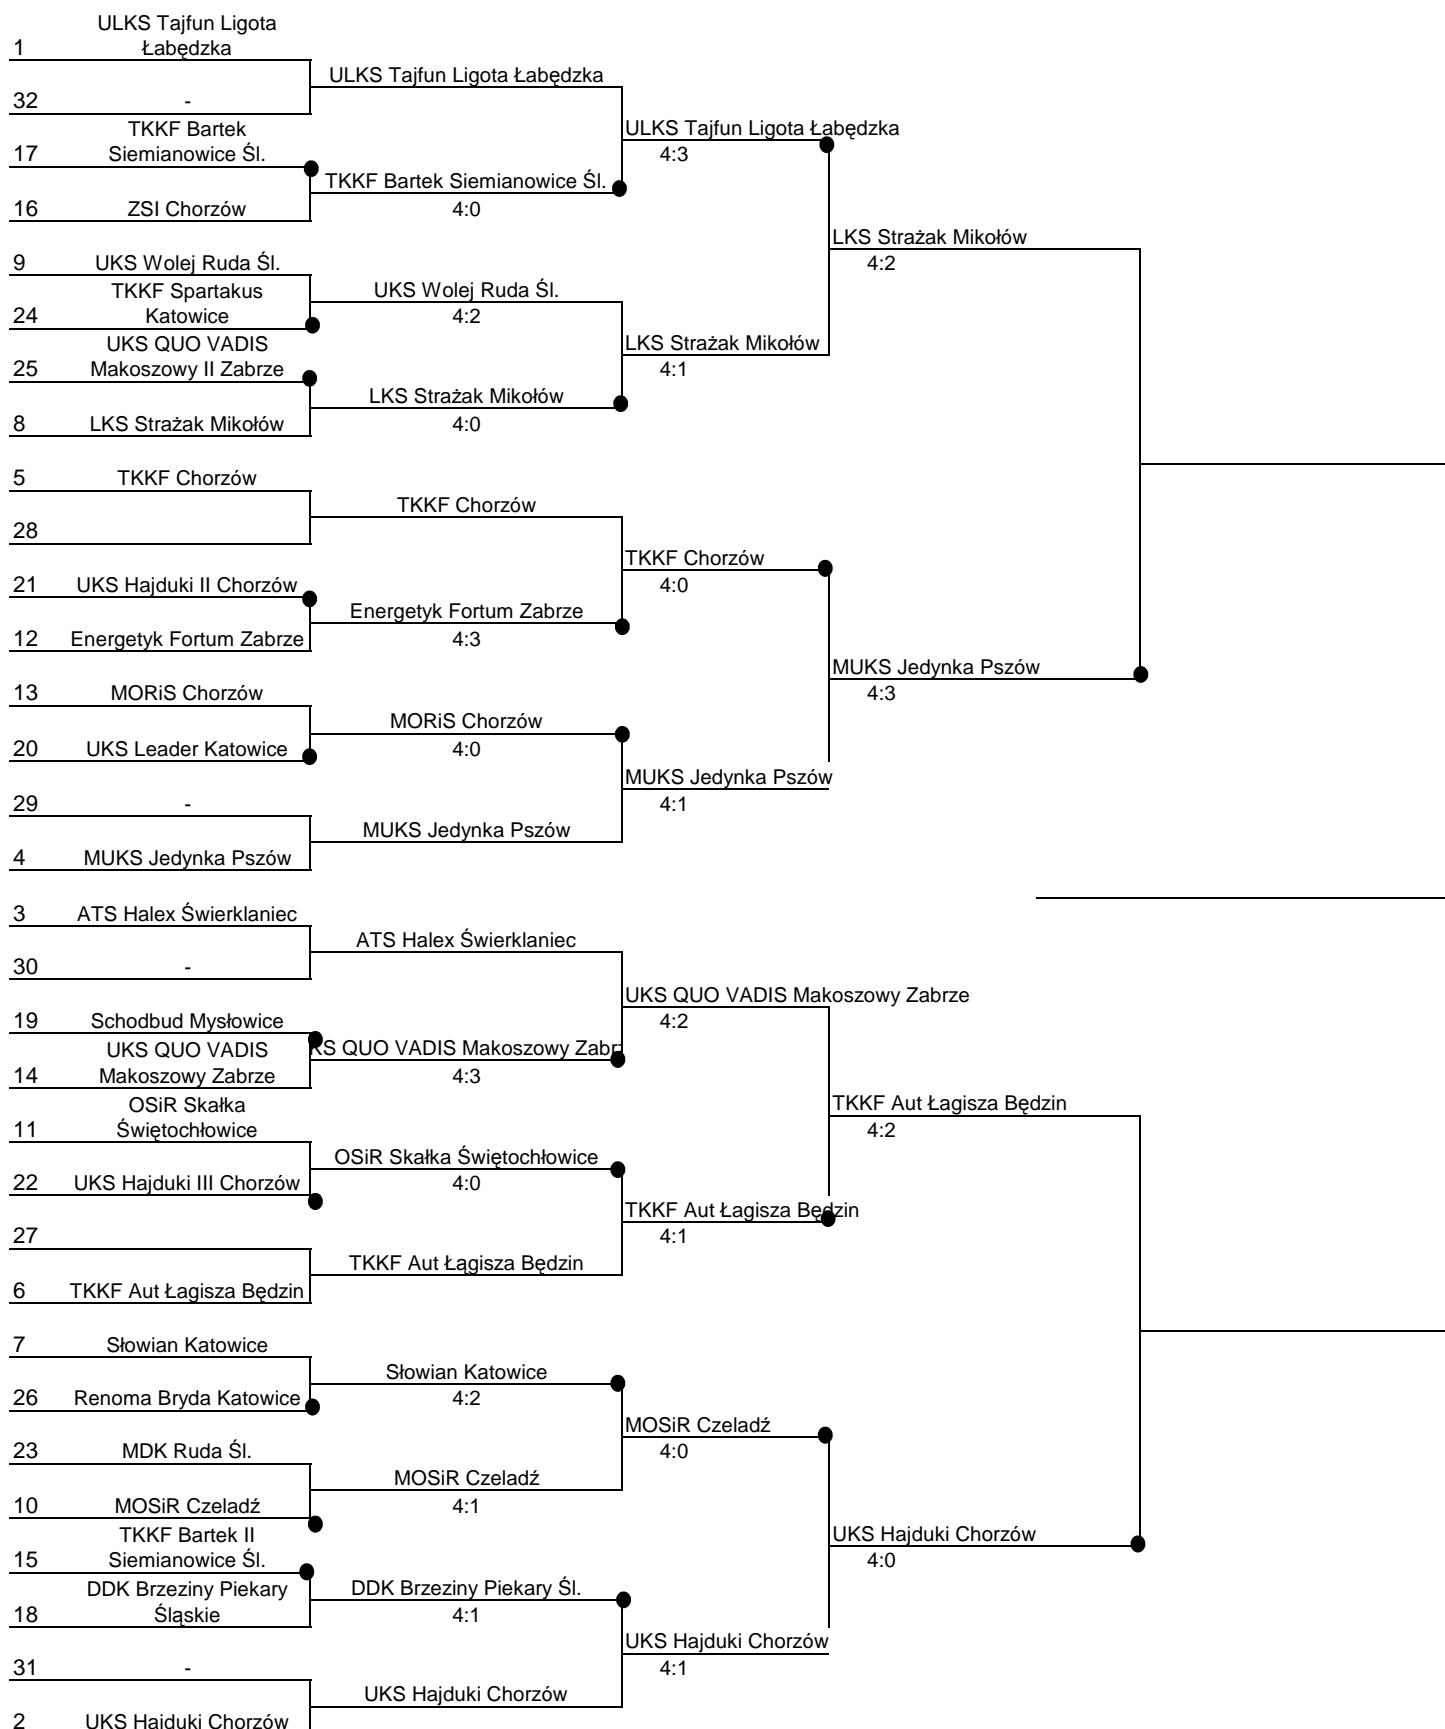 ULKS Tajfun Ligota
1 Łabędzka
ULKS Tajfun Ligota Łabędzka
32 -
TKKF Bartek
ULKS Tajfun Ligota Łabędzka
17 Siemianowice Śl.
4:3
TKKF Bartek Siemianowice Śl.
16 ZSI Chorzów
4:0
LKS Strażak Mikołów
9 UKS Wolej Ruda Śl.
4:2
TKKF Spartakus
UKS Wolej Ruda Śl.
24 Katowice
4:2
UKS QUO VADIS
LKS Strażak Mikołów
25 Makoszowy II Zabrze
4:1
LKS Strażak Mikołów
8 LKS Strażak Mikołów
4:0
5 TKKF Chorzów
TKKF Chorzów
28
TKKF Chorzów
21 UKS Hajduki II Chorzów
4:0
Energetyk Fortum Zabrze
12 Energetyk Fortum Zabrze
4:3
MUKS Jedynka Pszów
13 MORiS Chorzów
4:3
MORiS Chorzów
20 UKS Leader Katowice
4:0
MUKS Jedynka Pszów
29 -
4:1
MUKS Jedynka Pszów
4 MUKS Jedynka Pszów
3 ATS Halex Świerklaniec
ATS Halex Świerklaniec
30 -
UKS QUO VADIS Makoszowy Zabrze
19 Schodbud Mysłowice
4:2
UKS QUO VADIS
KS QUO VADIS Makoszowy Zabrz
14 Makoszowy Zabrze
4:3
OSiR Skałka
TKKF Aut Łagisza Będzin
11 Świętochłowice
4:2
OSiR Skałka Świętochłowice
22 UKS Hajduki III Chorzów
4:0
TKKF Aut Łagisza Będzin
27
4:1
TKKF Aut Łagisza Będzin
6 TKKF Aut Łagisza Będzin
7 Słowian Katowice
Słowian Katowice
26 Renoma Bryda Katowice
4:2
MOSiR Czeladź
23 MDK Ruda Śl.
4:0
MOSiR Czeladź
10 MOSiR Czeladź
4:1
TKKF Bartek II
UKS Hajduki Chorzów
15 Siemianowice Śl.
4:0
DDK Brzeziny Piekary
DDK Brzeziny Piekary Śl.
18 Śląskie
4:1
UKS Hajduki Chorzów
31 -
4:1
UKS Hajduki Chorzów
2 UKS Hajduki Chorzów